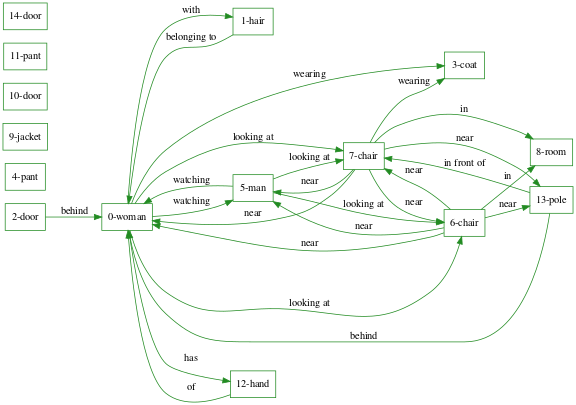 14-door
11-pant
10-door
9-jacket
4-pant
2-door
behind
0-woman
with
belonging to
1-hair
wearing
3-coat
looking at
wearing
7-chair
in
8-room
near
in front of
13-pole
watching
watching
5-man
looking at
near
near
looking at
near
near
near
6-chair
in
near
near
looking at
behind
has
of
12-hand